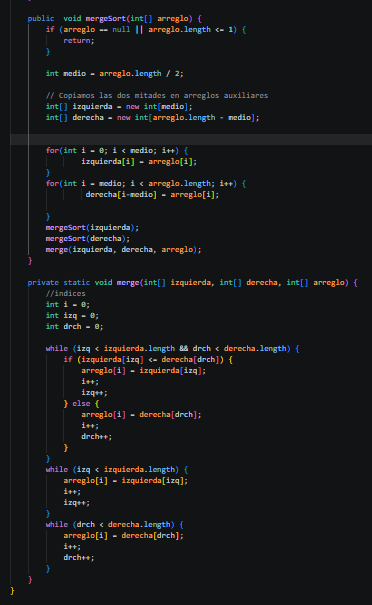 public  void mergeSort(int[] arreglo) {
if (arreglo == null || arreglo.length <= 1) {
return;
}
int medio = arreglo.length / 2;
// Copiamos las dos mitades en arreglos auxiliares
int[] izquierda = new int[medio];
int[] derecha = new int[arreglo.length - medio];
for(int i = 0; i < medio; i++) {
izquierda[i] = arreglo[i];
}
for(int i = medio; i < arreglo.length; i++) {
derecha[i-medio] = arreglo[i];
}
mergeSort(izquierda);
mergeSort(derecha);
merge(izquierda, derecha, arreglo);
}
private static void merge(int[] izquierda, int[] derecha, int[] arreglo) {
//indices
int i = 0;
int izq = 0;
int drch = 0;
while (izq < izquierda.length && drch < derecha.length) {
if (izquierda[izq] <= derecha[drch]) {
arreglo[i] = izquierda[izq];
i++;
izq++;
} else {
arreglo[i] = derecha[drch];
i++;
drch++;
}
}
while (izq < izquierda.length) {
arreglo[i] = izquierda[izq];
i++;
izq++;
}
while (drch < derecha.length) {
arreglo[i] = derecha[drch];
i++;
drch++;
}
}
}